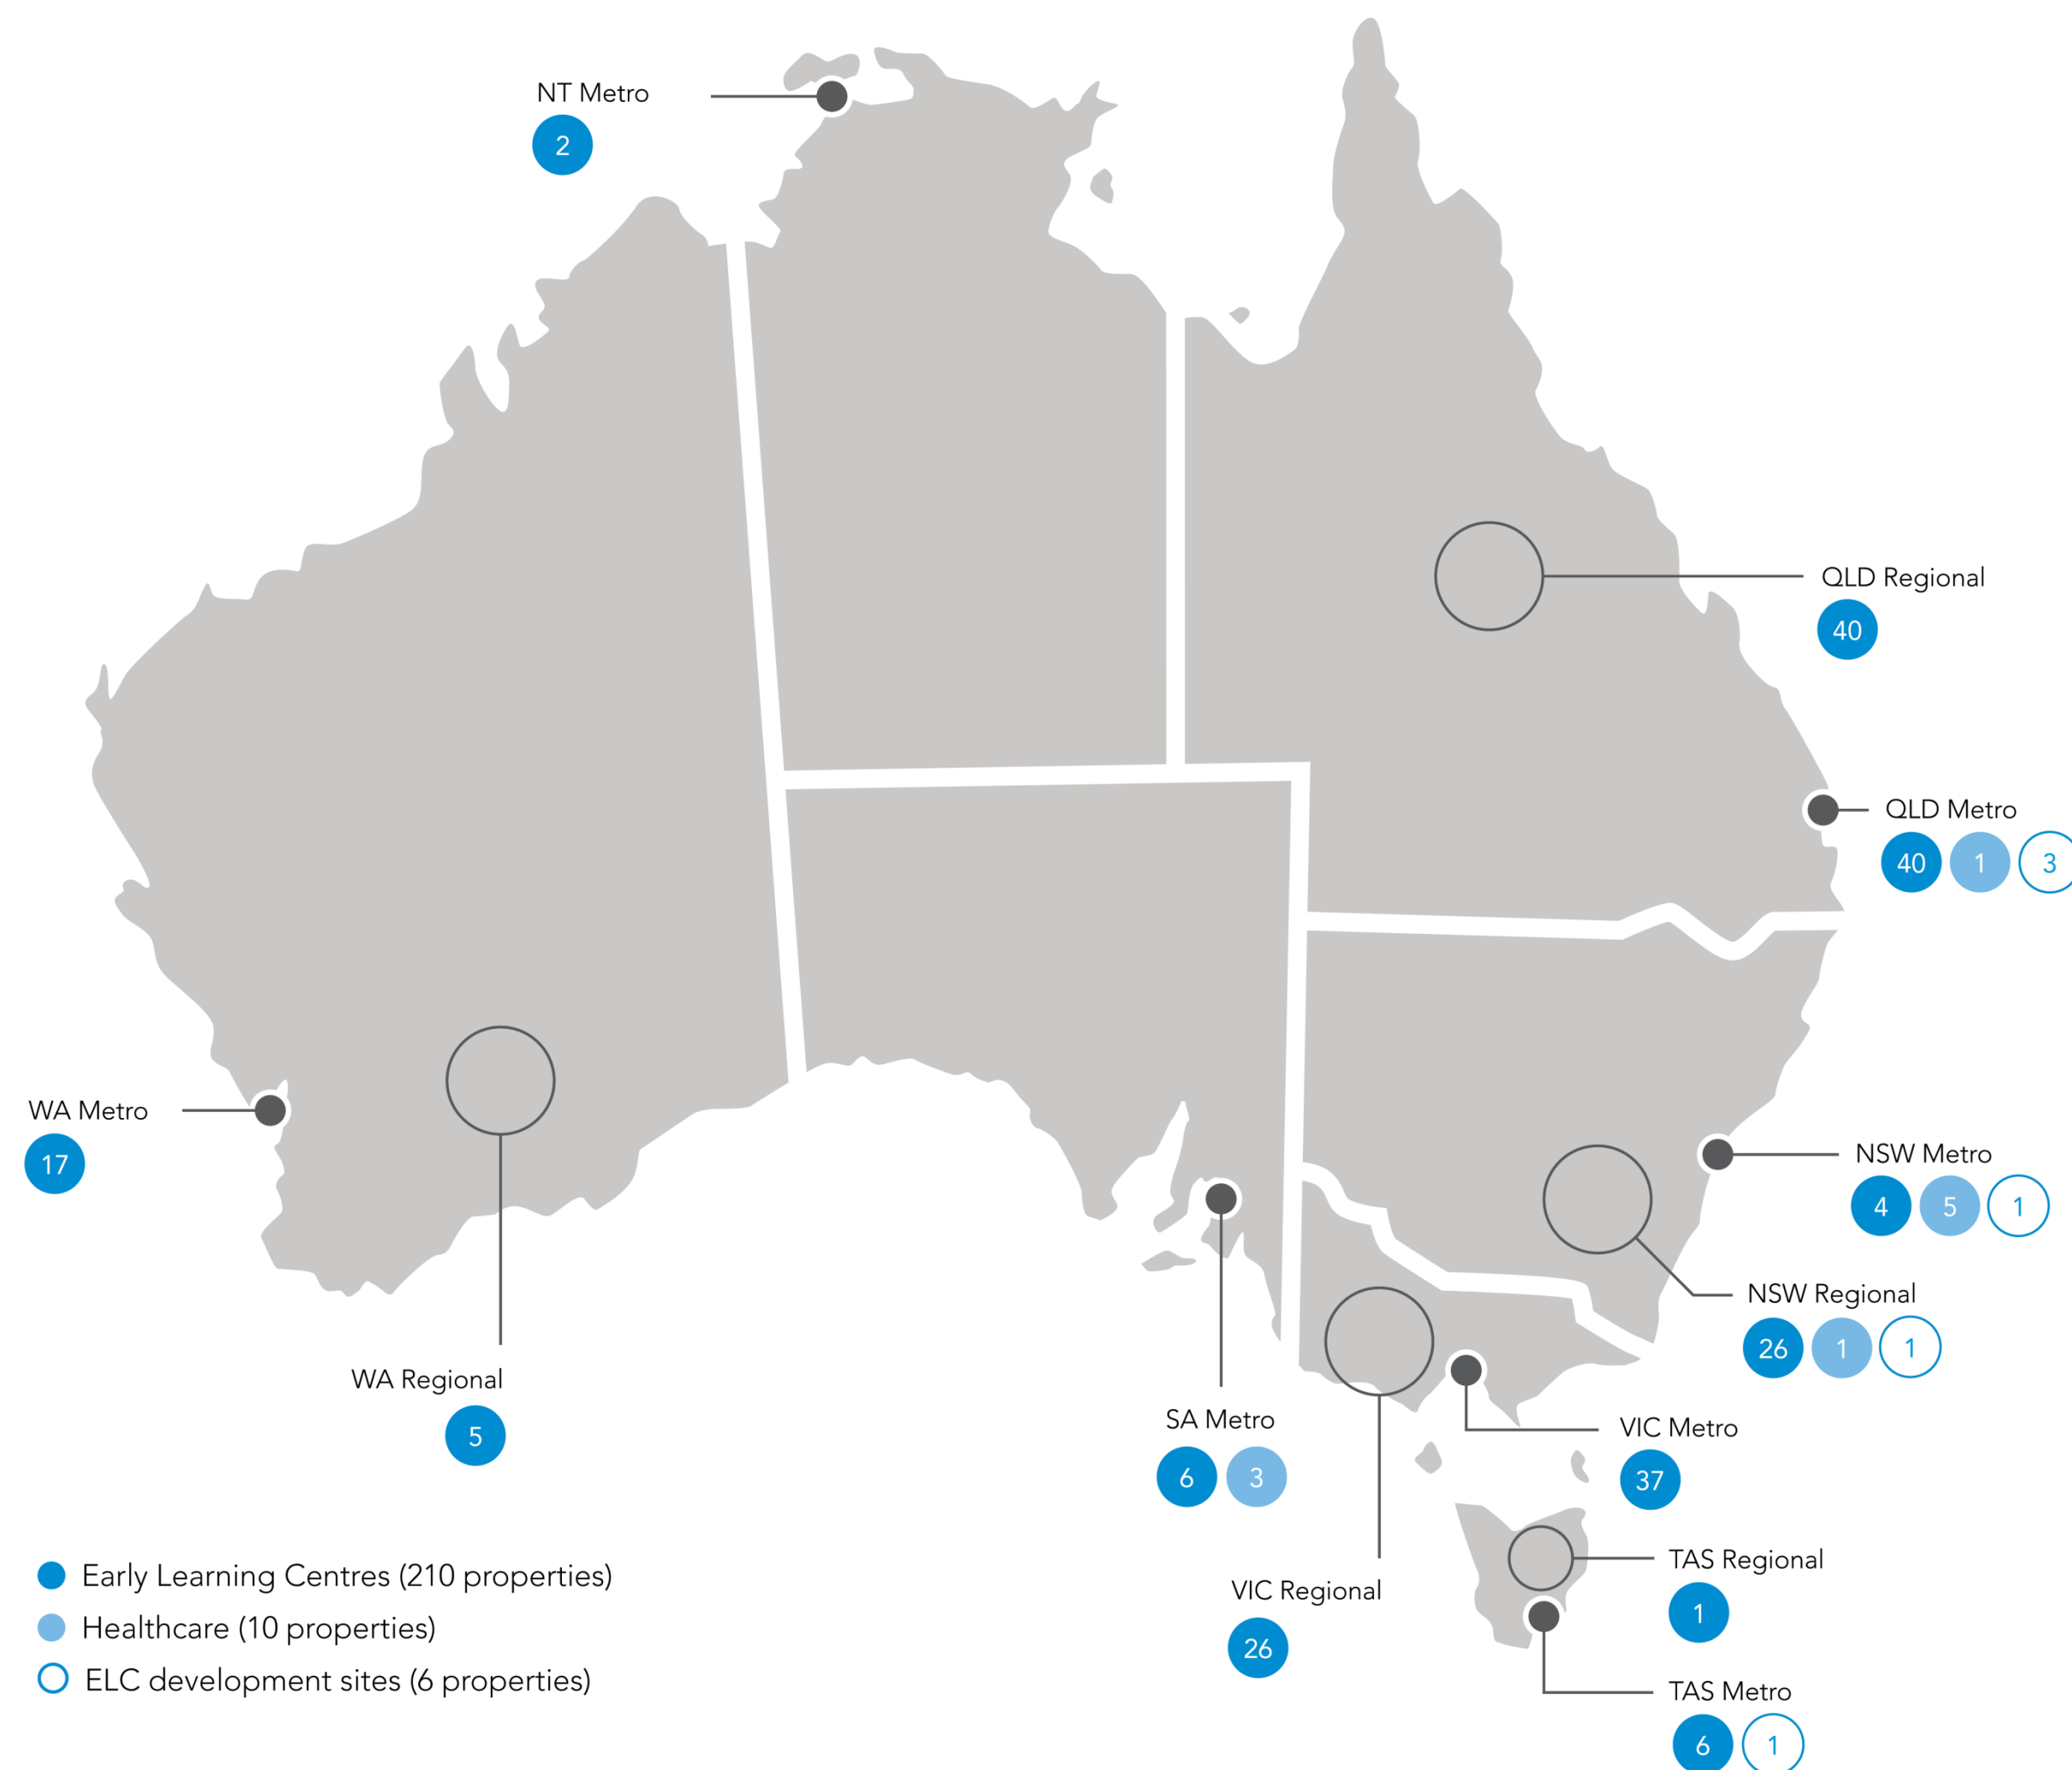 NT Metro
2
QLD Regional
40
QLD Metro
40 1 3
WA Metro
17
NSW Metro
4 5 1
NSW Regional
26 1 1
WA Regional
5
SA Metro
6 3
VIC Metro
37
VIC Regional
26
TAS Regional
1
TAS Metro
6 1
Early Learning Centres (210 properties)
Healthcare (10 properties)
ELC development sites (6 properties)